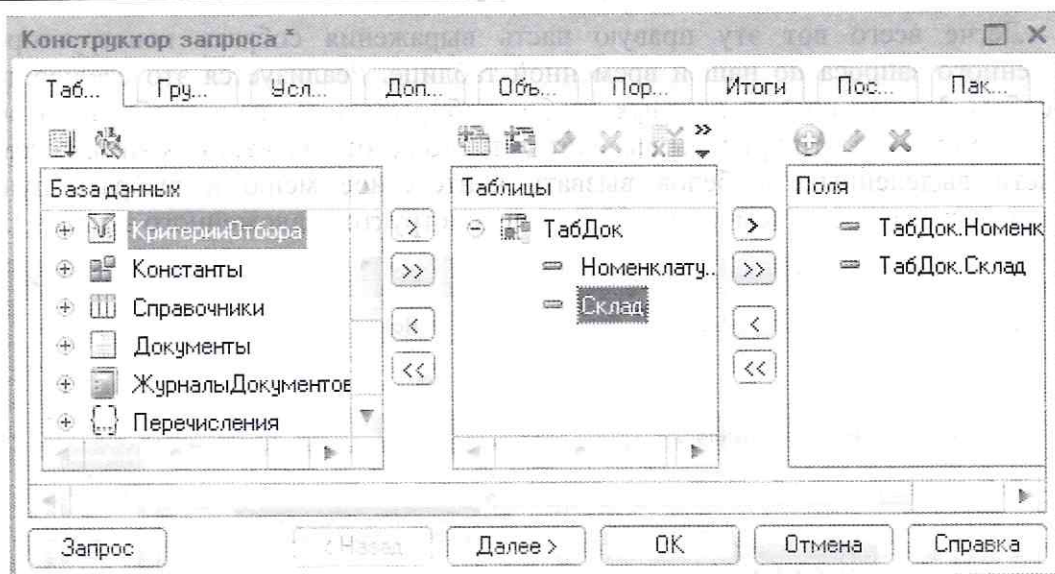 Конструктор запроса *
Таб... Гру... Усл... Доп... Объ... Пор... Итоги Пос... Пак...
База данных
КритерииОтбора
Константы
Справочники
Документы
ЖурналыДокументов
Перечисления
Таблицы
ТабДок
Номенклату...
Склад
Поля
ТабДок.Номенк
ТабДок.Склад
Запрос < Назад Далее > ОК Отмена Справка